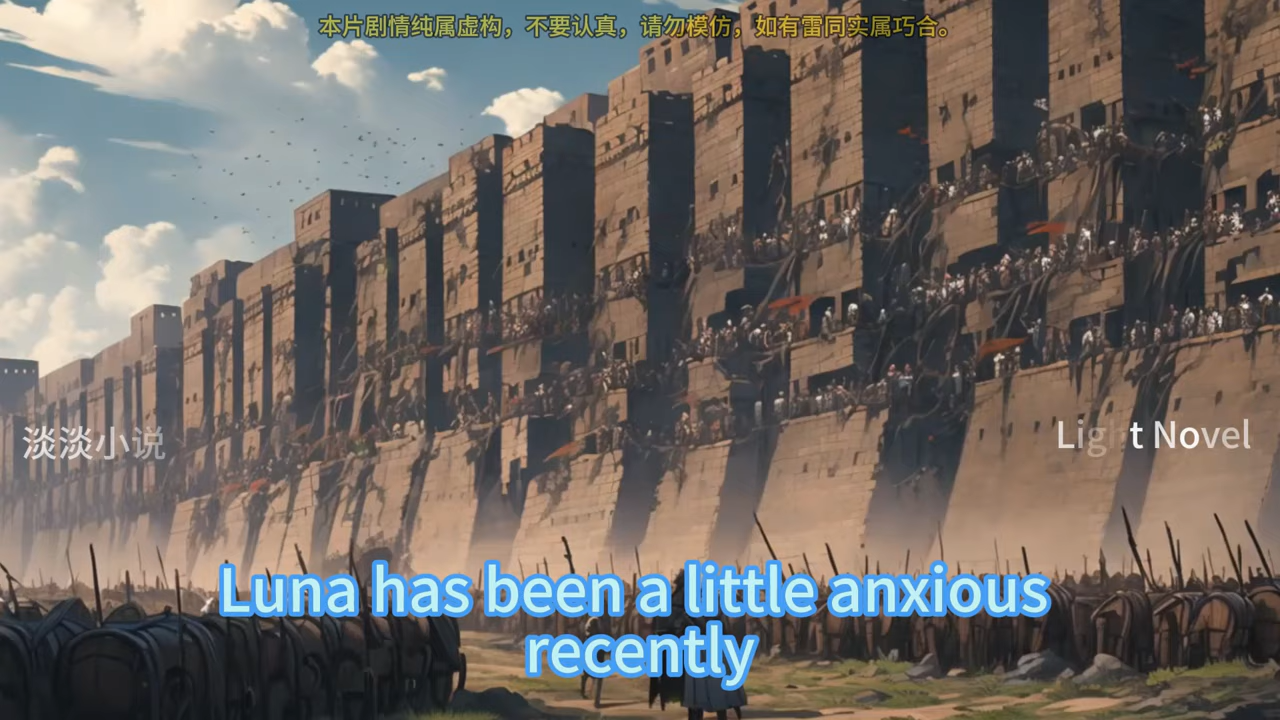 本片剧情纯属虚构，不要认真，请勿模仿，如有雷同实属巧合。
淡淡小说
Light Novel
Luna has been a little anxious
recently